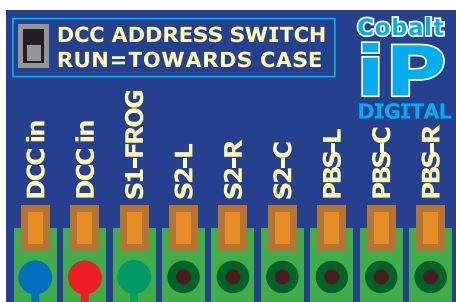 DCC ADDRESS SWITCH
RUN=TOWARDS CASE
Cobalt
iP
DIGITAL
DCC in
DCC in
S1-FROG
S2-L
S2-R
S2-C
PBS-L
PBS-C
PBS-R